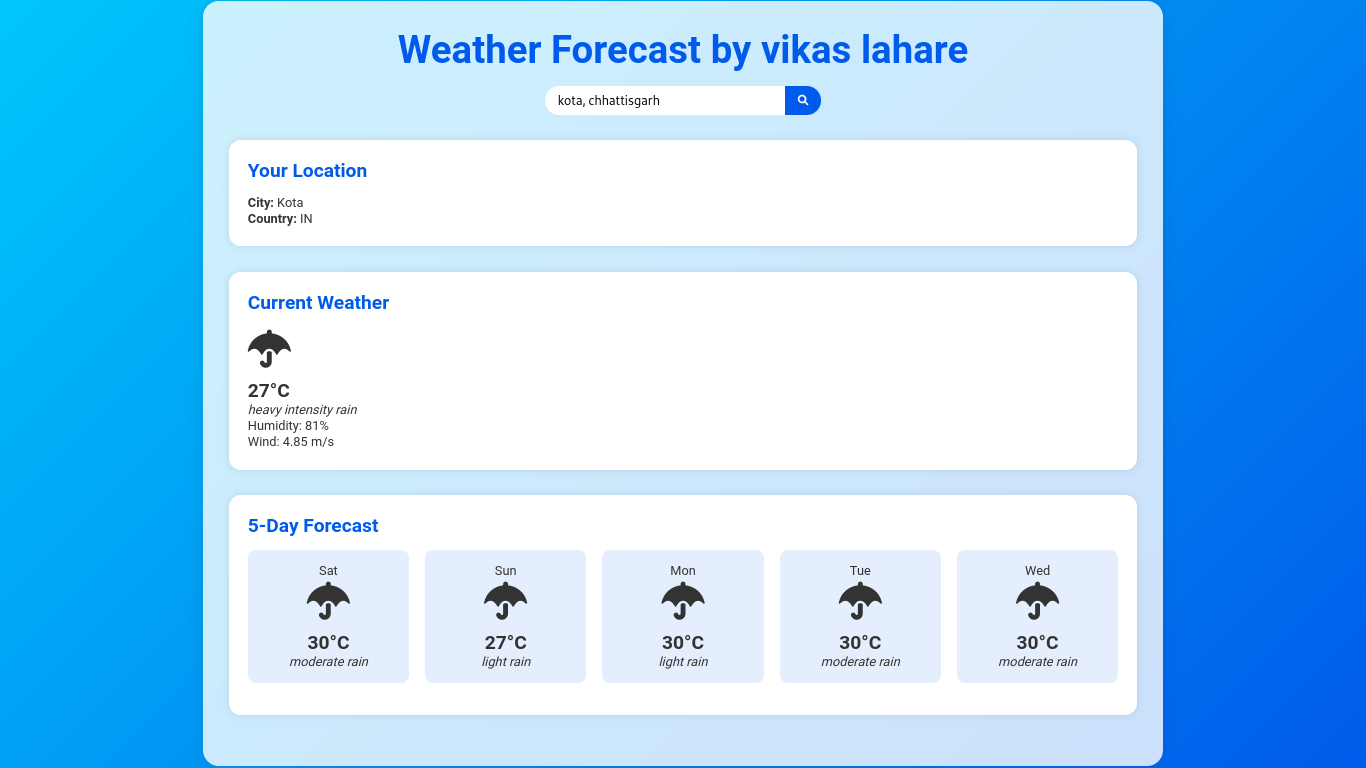 Weather Forecast by vikas lahare
kota, chhattisgarh
Your Location
City: Kota
Country: IN
Current Weather
27°C
heavy intensity rain
Humidity: 81%
Wind: 4.85 m/s
5-Day Forecast
Sat
30°C
moderate rain
Sun
27°C
light rain
Mon
30°C
light rain
Tue
30°C
moderate rain
Wed
30°C
moderate rain